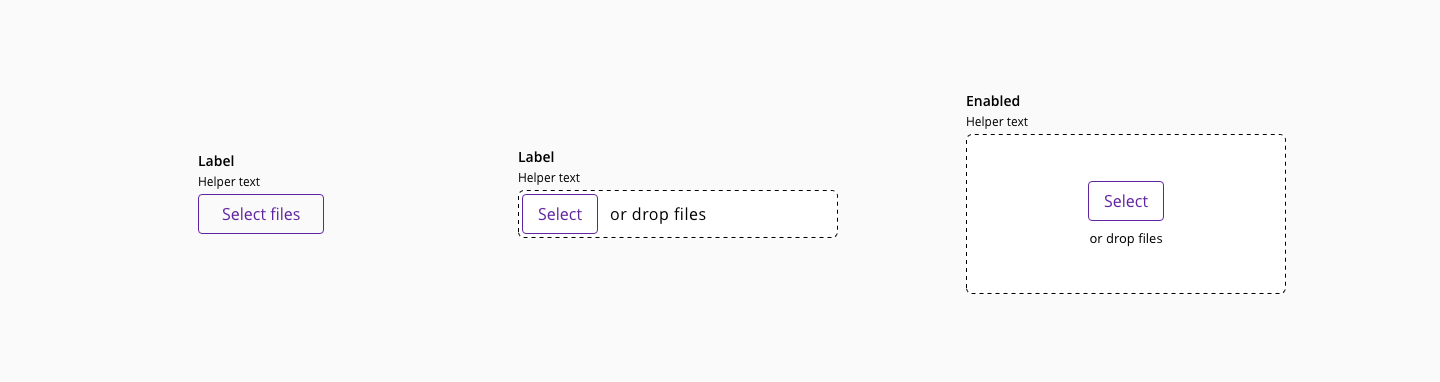 Label
Helper text
Select files
Label
Helper text
Select or drop files
Enabled
Helper text
Select
or drop files